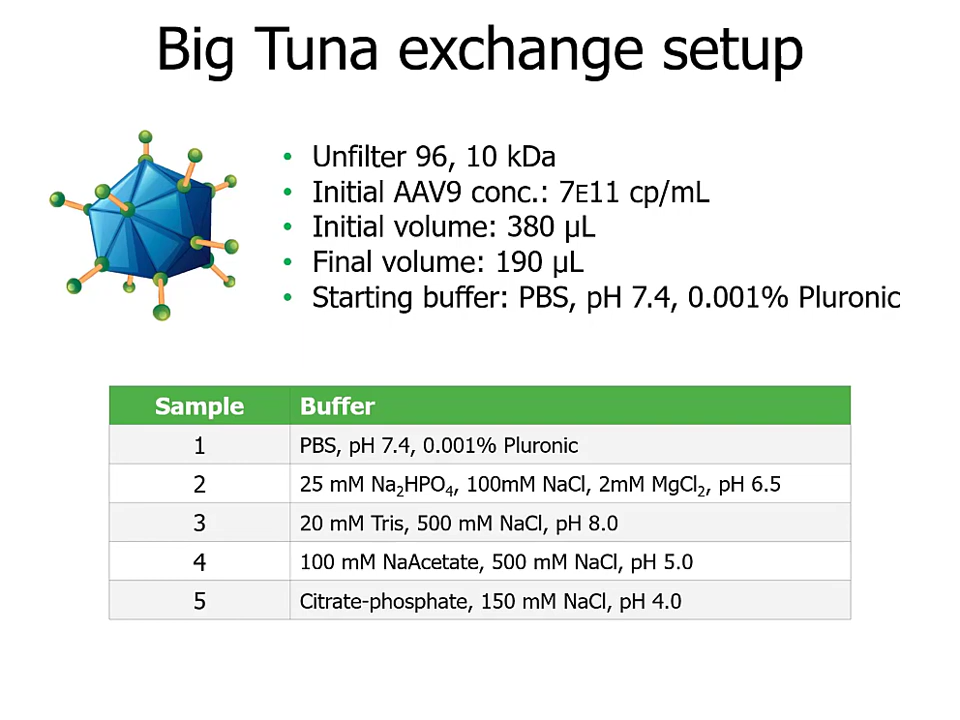 Big Tuna exchange setup
• Unfilter 96, 10 kDa
• Initial AAV9 conc.: 7E11 cp/mL
• Initial volume: 380 µL
• Final volume: 190 µL
• Starting buffer: PBS, pH 7.4, 0.001% Pluronic
Sample Buffer
1 PBS, pH 7.4, 0.001% Pluronic
2 25 mM Na₂HPO₄, 100mM NaCl, 2mM MgCl₂, pH 6.5
3 20 mM Tris, 500 mM NaCl, pH 8.0
4 100 mM NaAcetate, 500 mM NaCl, pH 5.0
5 Citrate-phosphate, 150 mM NaCl, pH 4.0